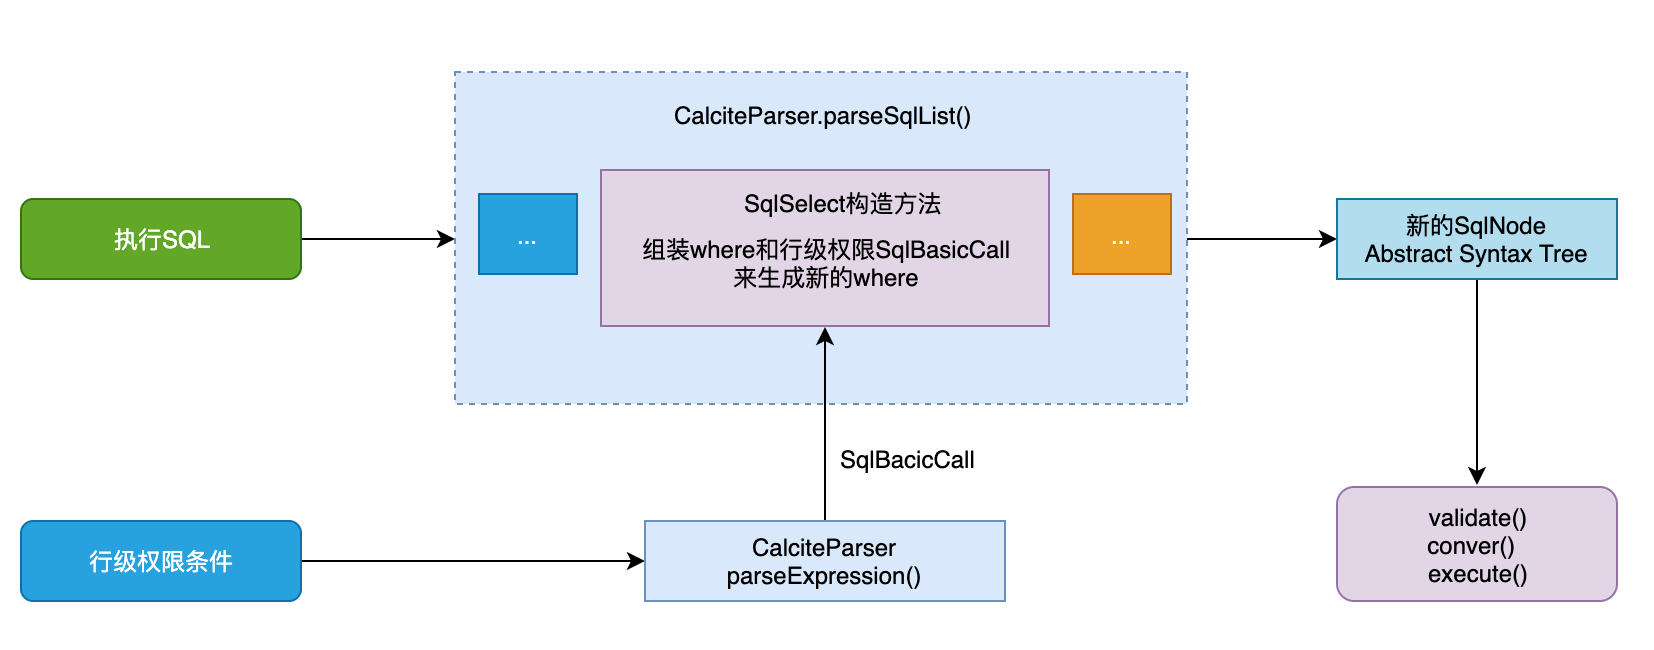 CalciteParser.parseSqlList()
执行SQL
...
SqlSelect构造方法
组装where和行级权限SqlBasicCall
来生成新的where
...
新的SqlNode
Abstract Syntax Tree
SqlBacicCall
行级权限条件
CalciteParser
parseExpression()
validate()
conver()
execute()